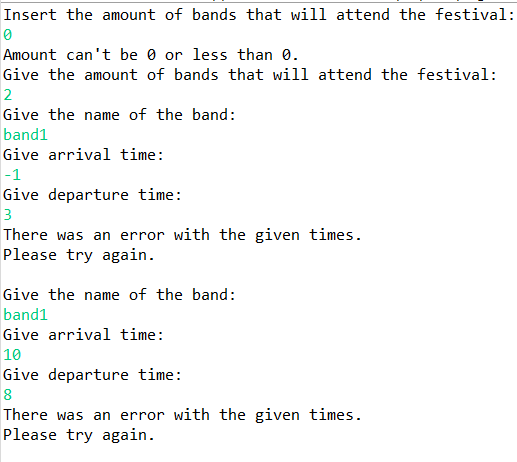 Insert the amount of bands that will attend the festival:
0
Amount can't be 0 or less than 0.
Give the amount of bands that will attend the festival:
2
Give the name of the band:
band1
Give arrival time:
-1
Give departure time:
3
There was an error with the given times.
Please try again.
Give the name of the band:
band1
Give arrival time:
10
Give departure time:
8
There was an error with the given times.
Please try again.